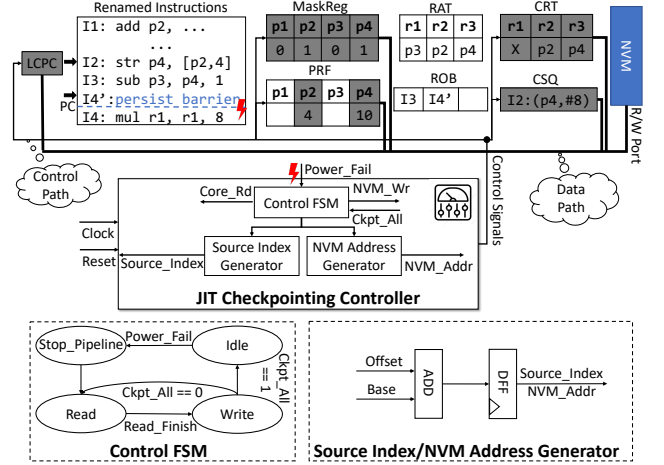 Renamed Instructions
I1: add p2, ...
...
I2: str p4, [p2,4]
I3: sub p3, p4, 1
I4':persist barrier
I4: mul r1, r1, 8
LCPC
PC
MaskReg
p1 p2 p3 p4
0 1 0 1
PRF
p1 p2 p3 p4
4 10
RAT
r1 r2 r3
p3 p2 p4
ROB
I3 I4'
CRT
r1 r2 r3
X p2 p4
CSQ
I2:(p4,#8)
NVM
R/W Port
Control Path
Data Path
Control Signals
Power_Fail
Core_Rd
Control FSM
NVM_Wr
Ckpt_All
Clock
Reset
Source_Index
Source Index Generator
NVM Address Generator
NVM_Addr
JIT Checkpointing Controller
Stop_Pipeline
Power_Fail
Idle
Ckpt_All == 0
Ckpt_All == 1
Read
Read_Finish
Write
Control FSM
Offset
Base
ADD
DFF
Source_Index
NVM_Addr
Source Index/NVM Address Generator